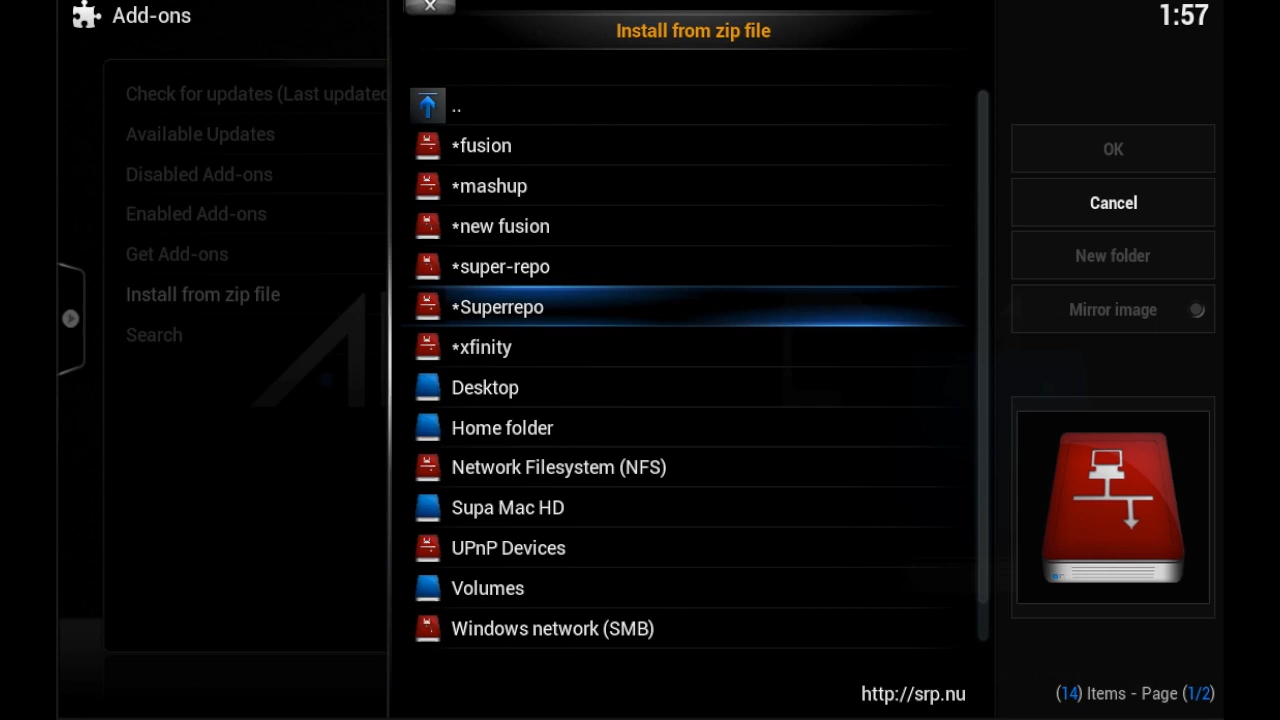 Add-ons
X
Install from zip file
1:57
Check for updates (Last updated
Available Updates
Disabled Add-ons
Enabled Add-ons
Get Add-ons
Install from zip file
Search
..
*fusion
*mashup
*new fusion
*super-repo
*Superrepo
*xfinity
Desktop
Home folder
Network Filesystem (NFS)
Supa Mac HD
UPnP Devices
Volumes
Windows network (SMB)
OK
Cancel
New folder
Mirror image
http://srp.nu
(14) Items - Page (1/2)